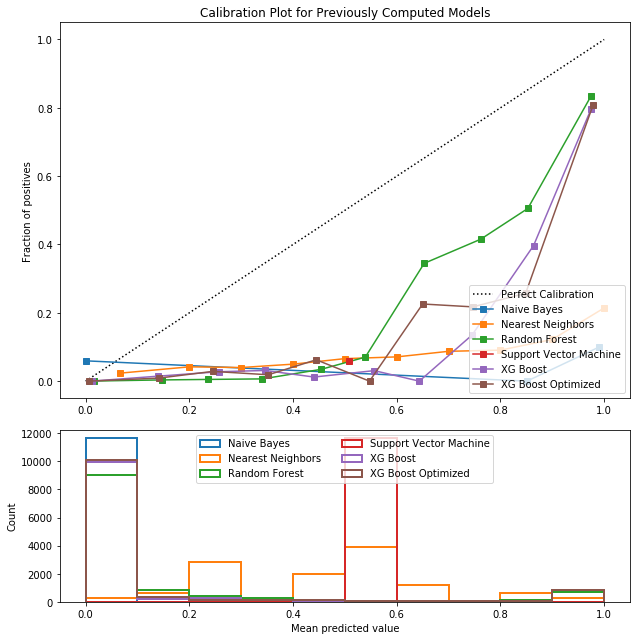 Calibration Plot for Previously Computed Models
1.0
0.8
0.6
0.4
0.2
0.0
Fraction of positives
Perfect Calibration
Naive Bayes
Nearest Neighbors
Random Forest
Support Vector Machine
XG Boost
XG Boost Optimized
0.0 0.2 0.4 0.6 0.8 1.0
12000
10000
8000
6000
4000
2000
0
Count
Naive Bayes
Nearest Neighbors
Random Forest
Support Vector Machine
XG Boost
XG Boost Optimized
0.0 0.2 0.4 0.6 0.8 1.0
Mean predicted value